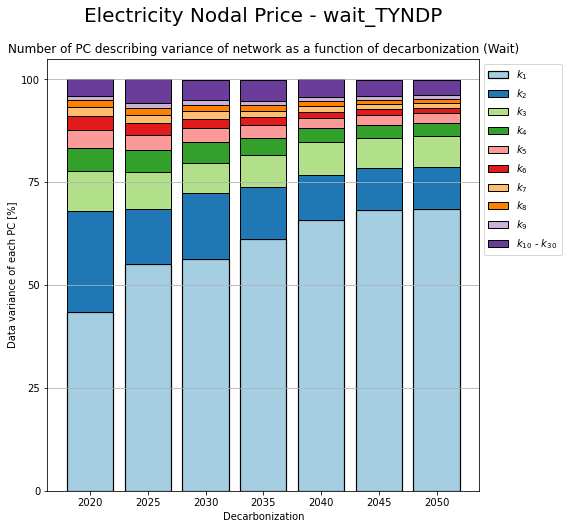 Electricity Nodal Price - wait_TYNDP
Number of PC describing variance of network as a function of decarbonization (Wait)
100
75
50
25
0
Data variance of each PC [%]
2020 2025 2030 2035 2040 2045 2050
Decarbonization
k1
k2
k3
k4
k5
k6
k7
k8
k9
k10 - k30